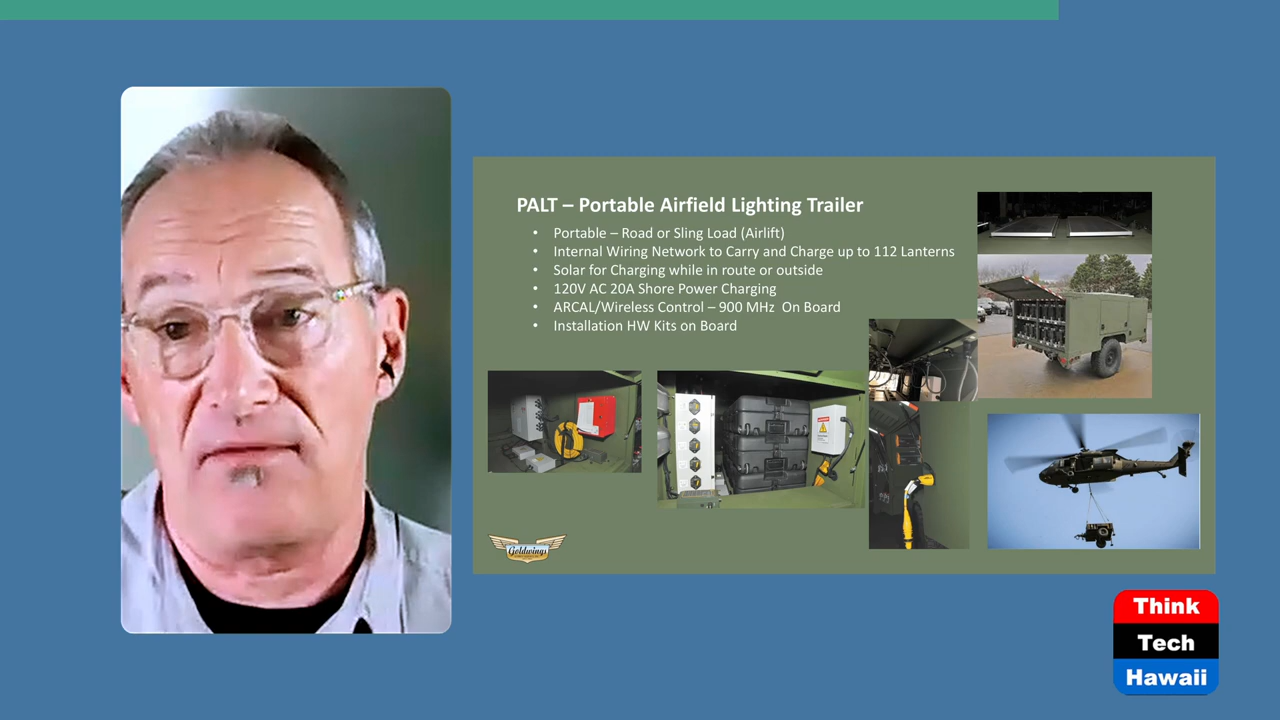 PALT – Portable Airfield Lighting Trailer
• Portable – Road or Sling Load (Airlift)
• Internal Wiring Network to Carry and Charge up to 112 Lanterns
• Solar for Charging while in route or outside
• 120V AC 20A Shore Power Charging
• ARCAL/Wireless Control – 900 MHz On Board
• Installation HW Kits on Board
Goldwings
Think
Tech
Hawaii